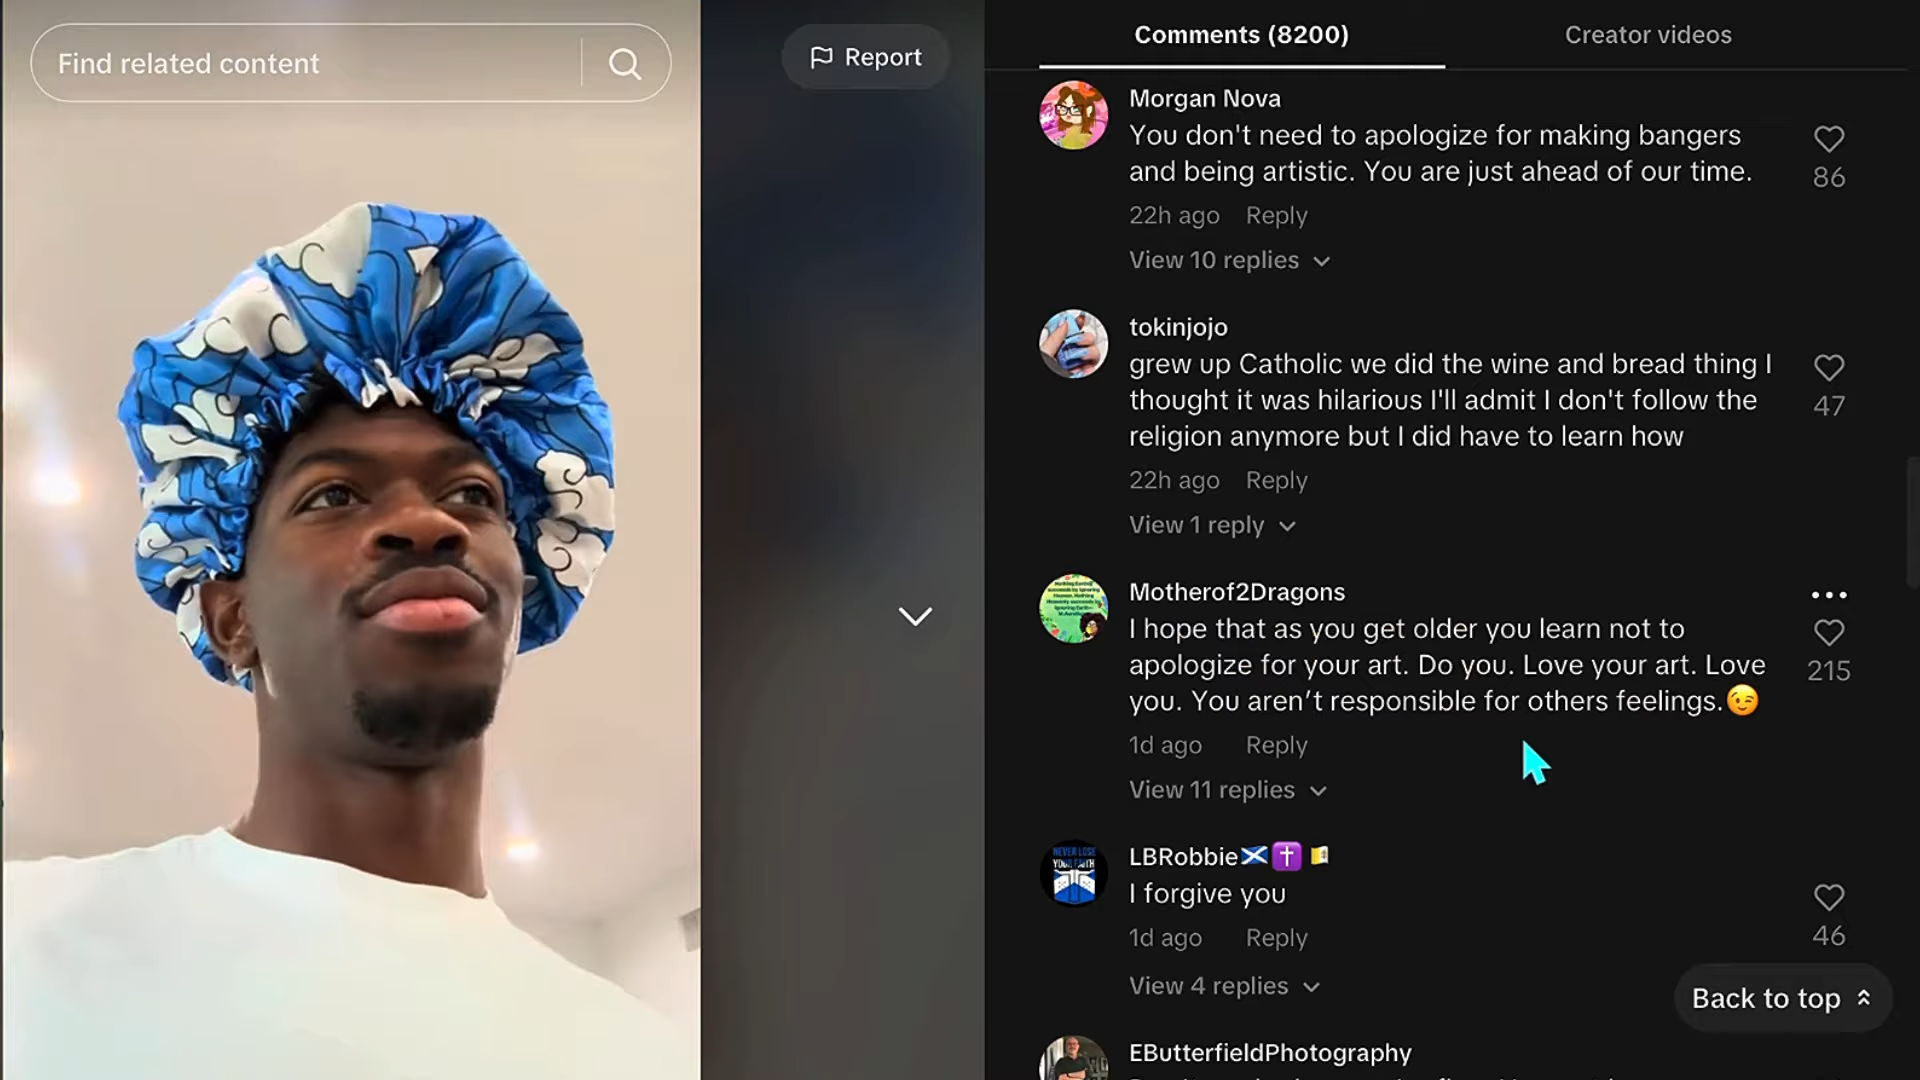 Find related content
Report
Comments (8200)
Creator videos
Morgan Nova
You don't need to apologize for making bangers
and being artistic. You are just ahead of our time.
86
22h ago Reply
View 10 replies
tokinjojo
grew up Catholic we did the wine and bread thing I
thought it was hilarious I'll admit I don't follow the
religion anymore but I did have to learn how
47
22h ago Reply
View 1 reply
Motherof2Dragons
I hope that as you get older you learn not to
apologize for your art. Do you. Love your art. Love
you. You aren’t responsible for others feelings.😉
215
1d ago Reply
View 11 replies
NEVER LOSE
YOUR FAITH
LBRobbie🏴󠁧󠁢󠁳󠁣󠁴󠁿✝️🇻🇦
I forgive you
46
1d ago Reply
View 4 replies
Back to top
EButterfieldPhotography